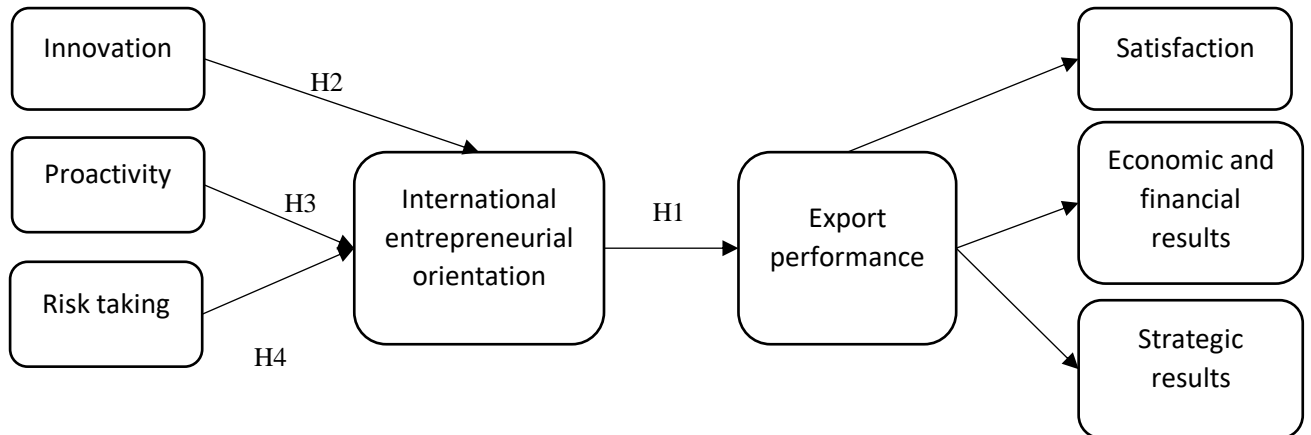 Innovation
H2
Proactivity
H3
Risk taking
H4
International
entrepreneurial
orientation
H1
Export
performance
Satisfaction
Economic and
financial
results
Strategic
results